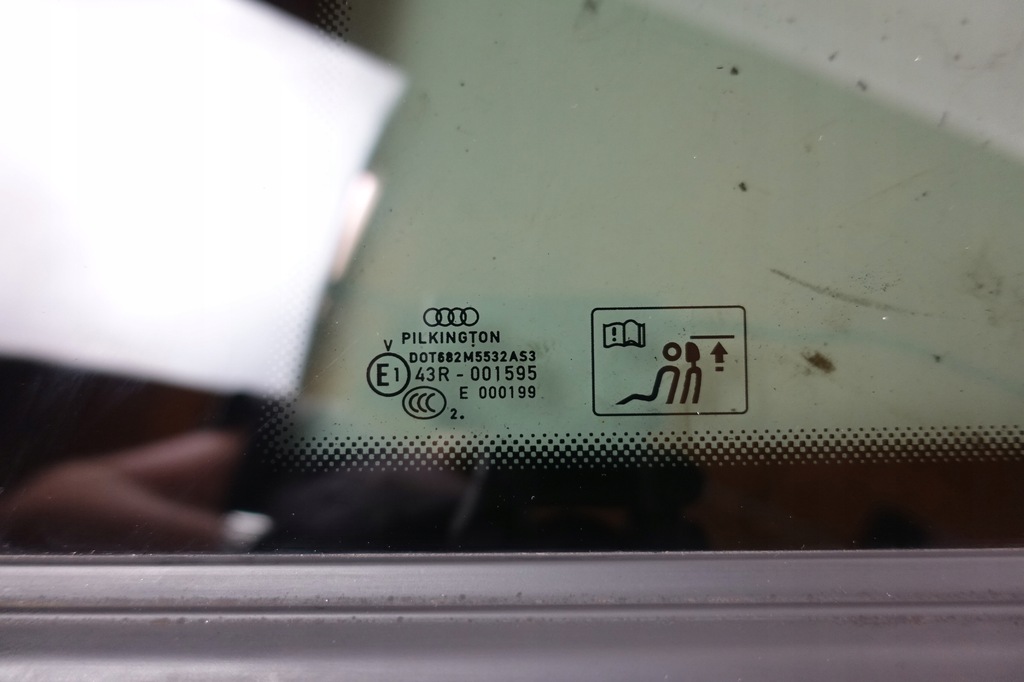 PILKINGTON
V
DOT682M5532AS3
E1 43R - 001595
E 000199
CCC
2.
!